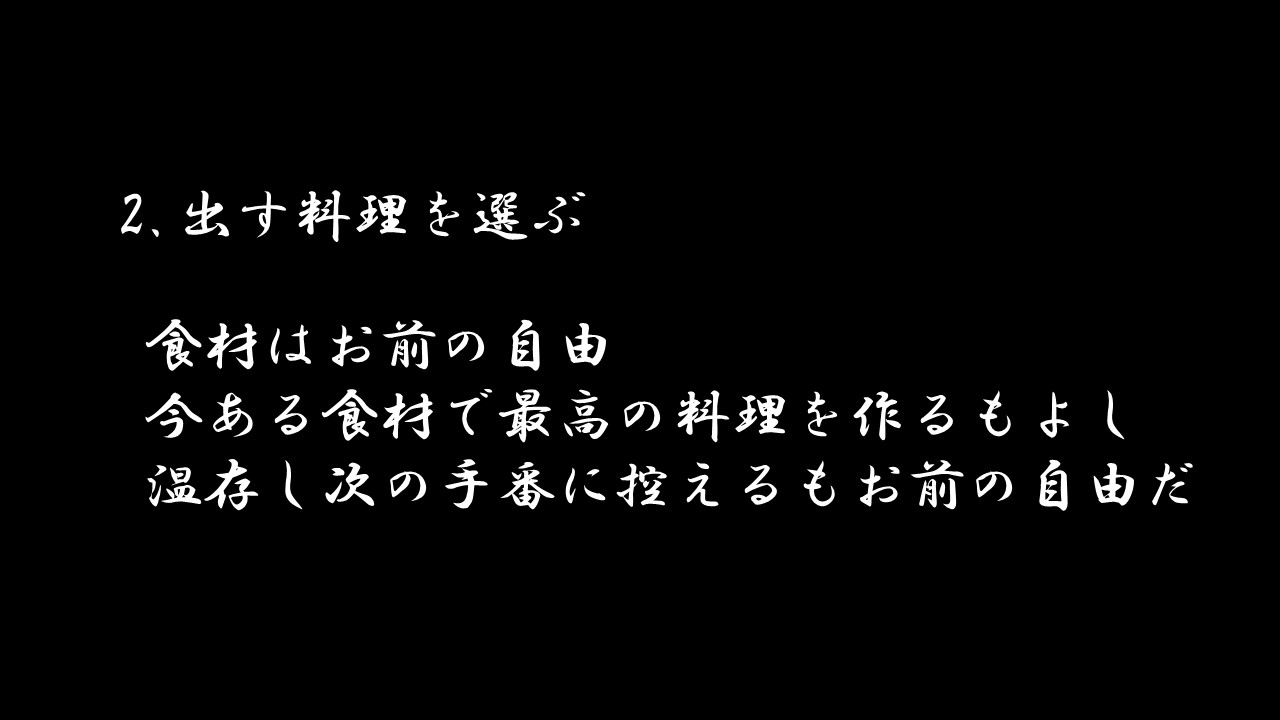 2、出す料理を選ぶ
食材はお前の自由
今ある食材で最高の料理を作るもよし
温存し次の手番に控えるもお前の自由だ